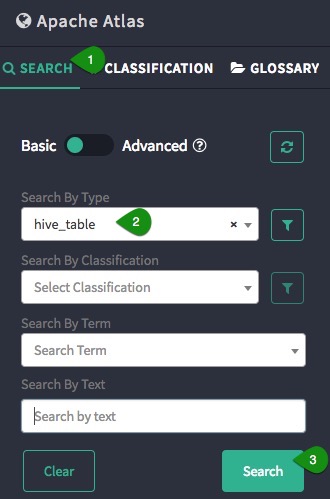 Apache Atlas
SEARCH 1 CLASSIFICATION GLOSSARY
Basic Advanced ?
Search By Type
hive_table 2 ×
Search By Classification
Select Classification
Search By Term
Search Term
Search By Text
Search by text
3
Clear Search